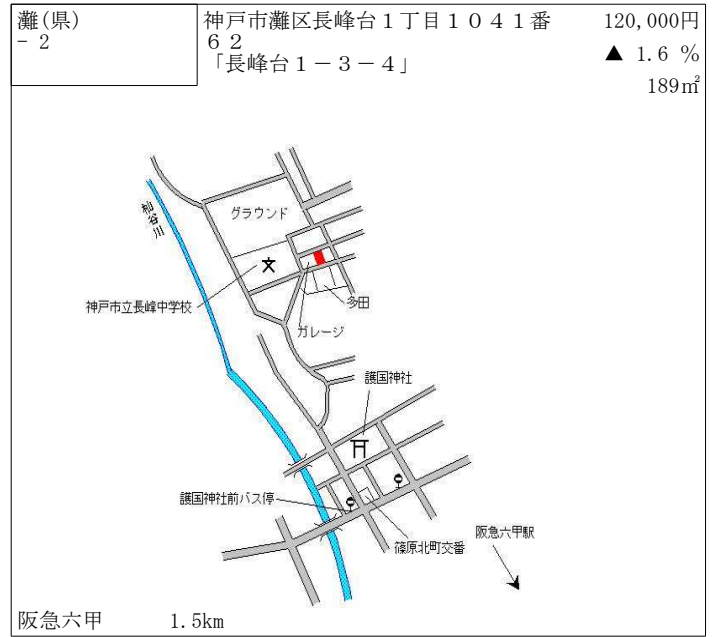 灘(県)
- 2
神戸市灘区長峰台１丁目１０４１番
６２
「長峰台１－３－４」
120,000円
▲ 1.6 %
189㎡
杣谷川
グラウンド
神戸市立長峰中学校
多田
ガレージ
護国神社
護国神社前バス停
篠原北町交番
阪急六甲駅
阪急六甲 1.5km